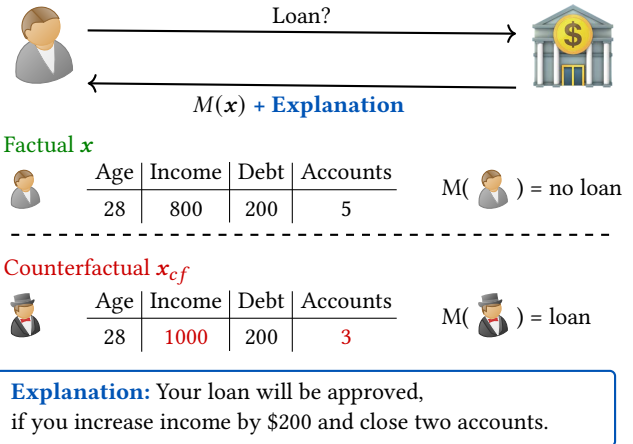 Loan?
$
M(x) + Explanation
Factual x
Age Income Debt Accounts
28 800 200 5
M( ) = no loan
Counterfactual x_cf
Age Income Debt Accounts
28 1000 200 3
M( ) = loan
Explanation: Your loan will be approved,
if you increase income by $200 and close two accounts.